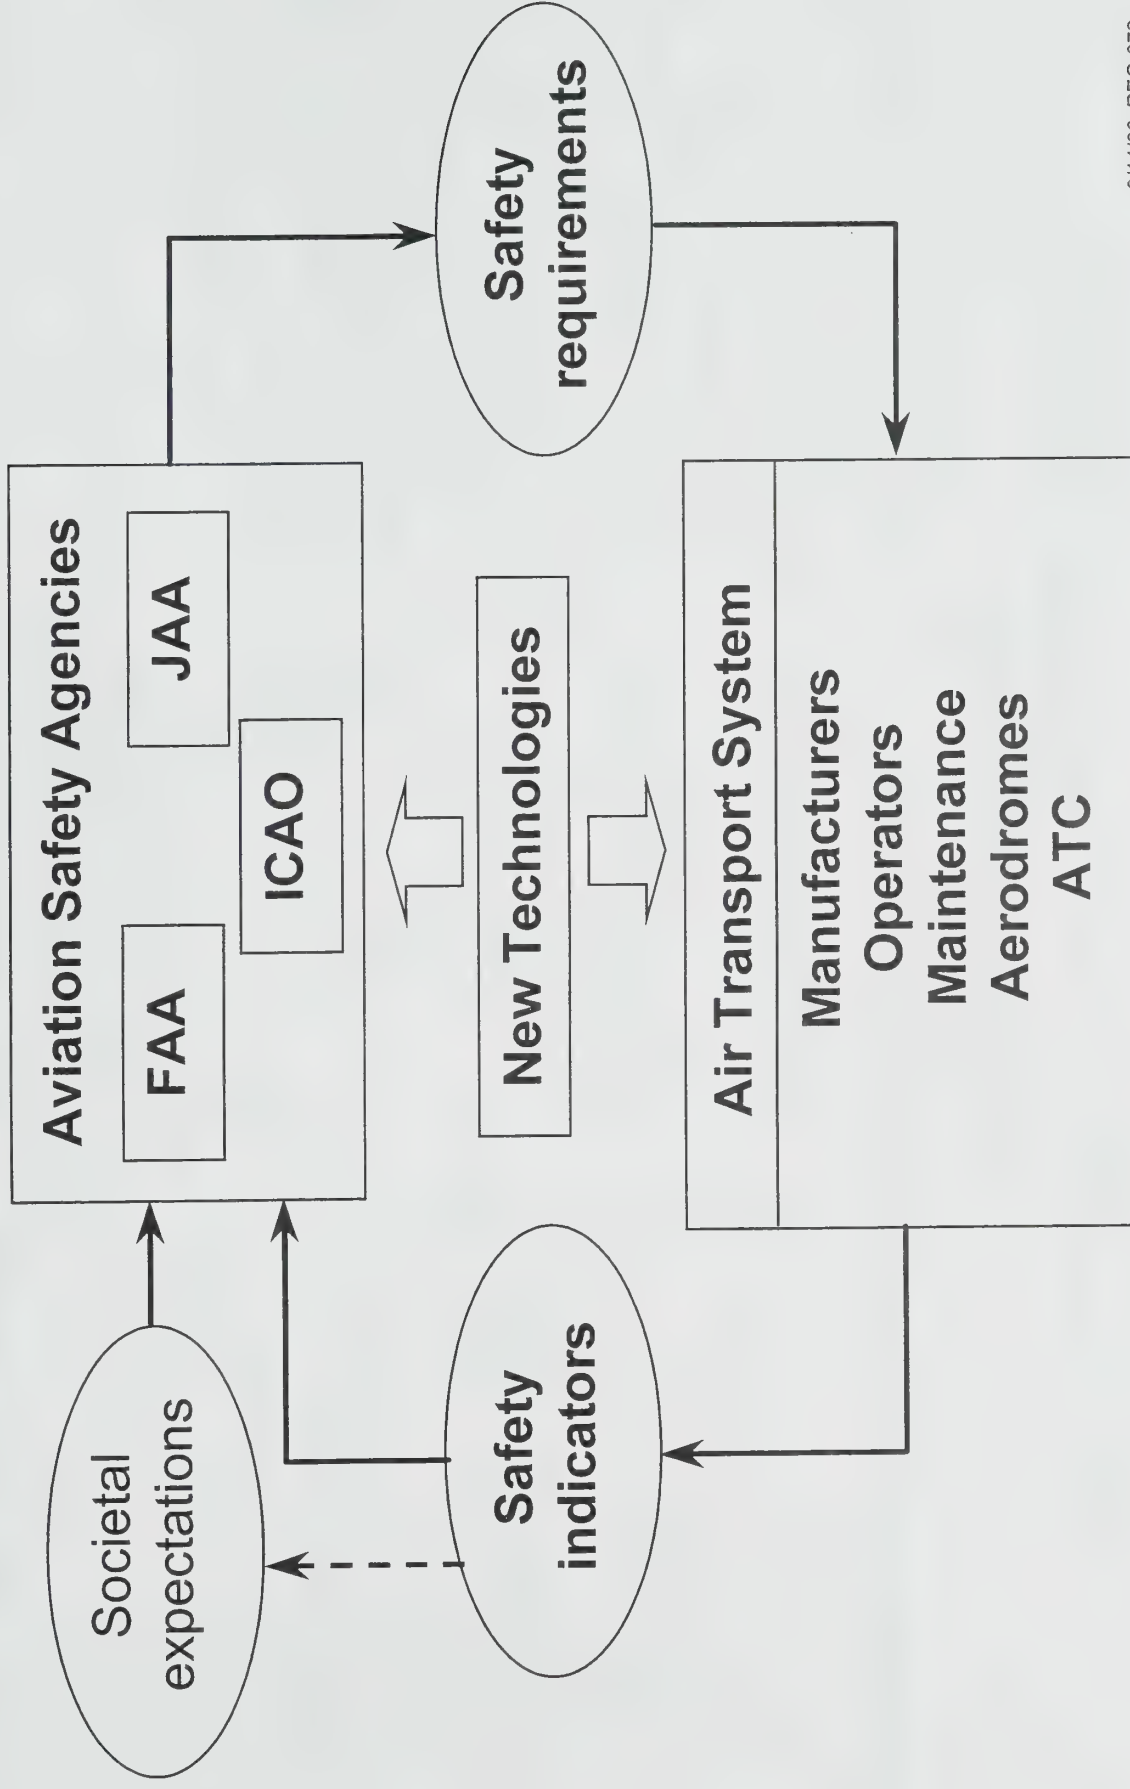 Societal
expectations
Aviation Safety Agencies
FAA
JAA
ICAO
Safety
indicators
New Technologies
Safety
requirements
Air Transport System
Manufacturers
Operators
Maintenance
Aerodromes
ATC